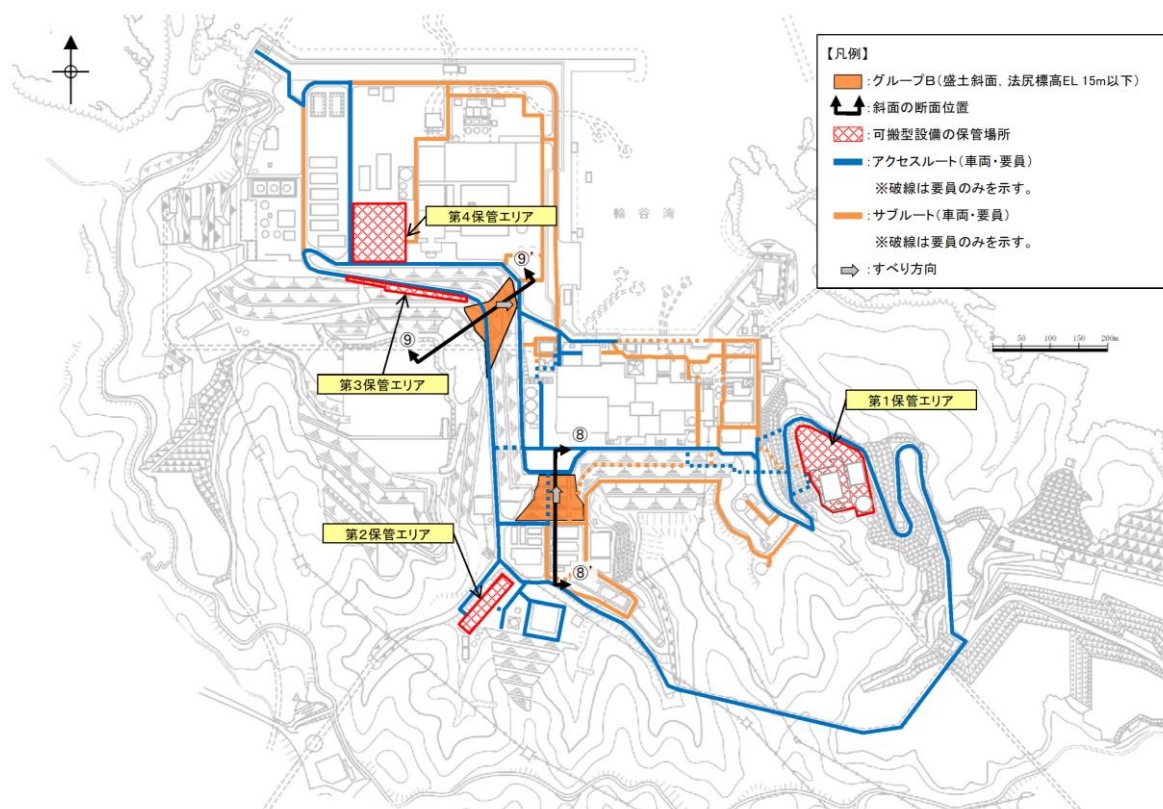 【凡例】
:グループB(盛土斜面, 法尻標高EL 15m以下)
:斜面の断面位置
:可搬型設備の保管場所
:アクセスルート(車両・要員)
※破線は要員のみを示す。
:サブルート(車両・要員)
※破線は要員のみを示す。
:すべり方向
第4保管エリア
輪谷湾
⑨'
⑨
0 50 100 200m
第3保管エリア
第1保管エリア
⑧
第2保管エリア
⑧'